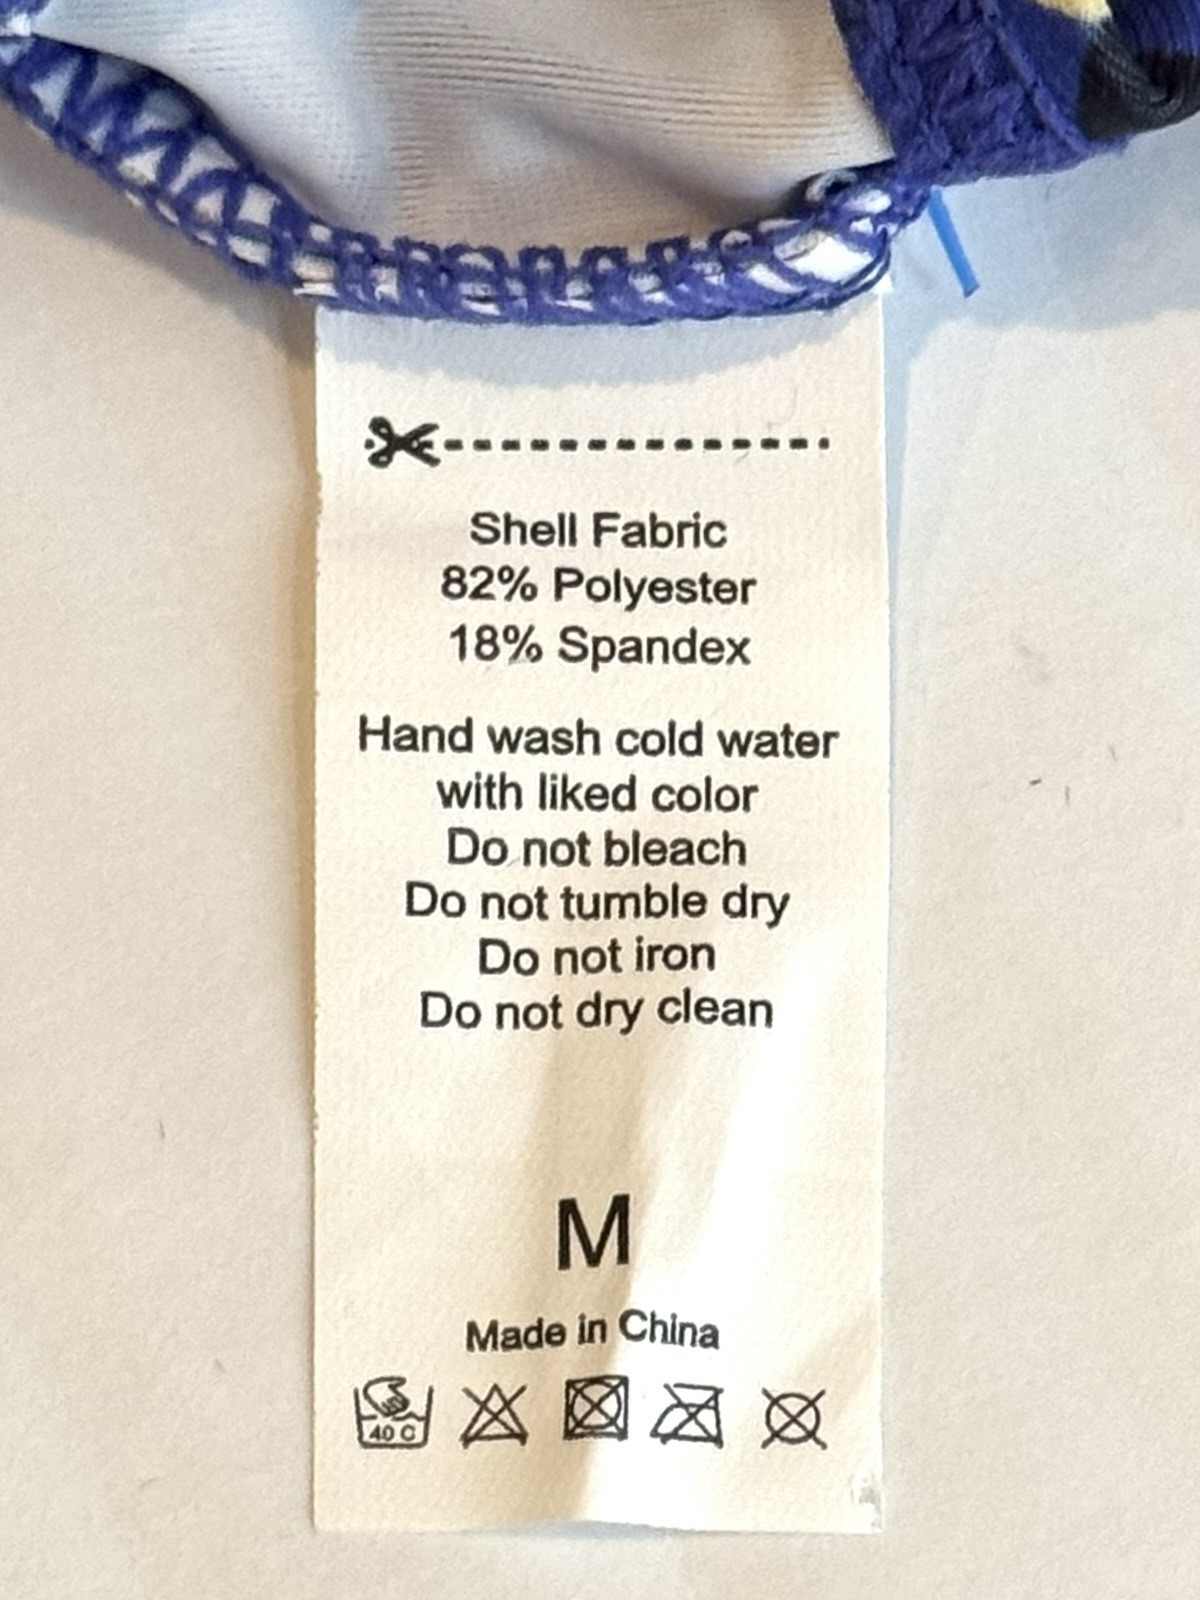 Shell Fabric
82% Polyester
18% Spandex
Hand wash cold water
with liked color
Do not bleach
Do not tumble dry
Do not iron
Do not dry clean
M
Made in China
40 C